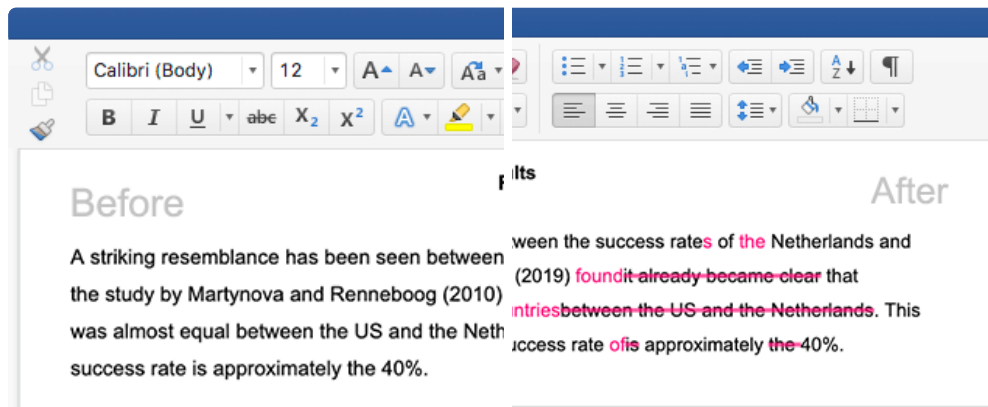 Calibri (Body)
12
A
A
Aa
B I U abc X2 X2 A
A
Z
¶
Before
A striking resemblance has been seen between
the study by Martynova and Renneboog (2010)
was almost equal between the US and the Neth
success rate is approximately the 40%.
After
lts
ween the success rates of the Netherlands and
(2019) foundit already became clear that
ntriesbetween the US and the Netherlands. This
uccess rate ofis approximately the 40%.